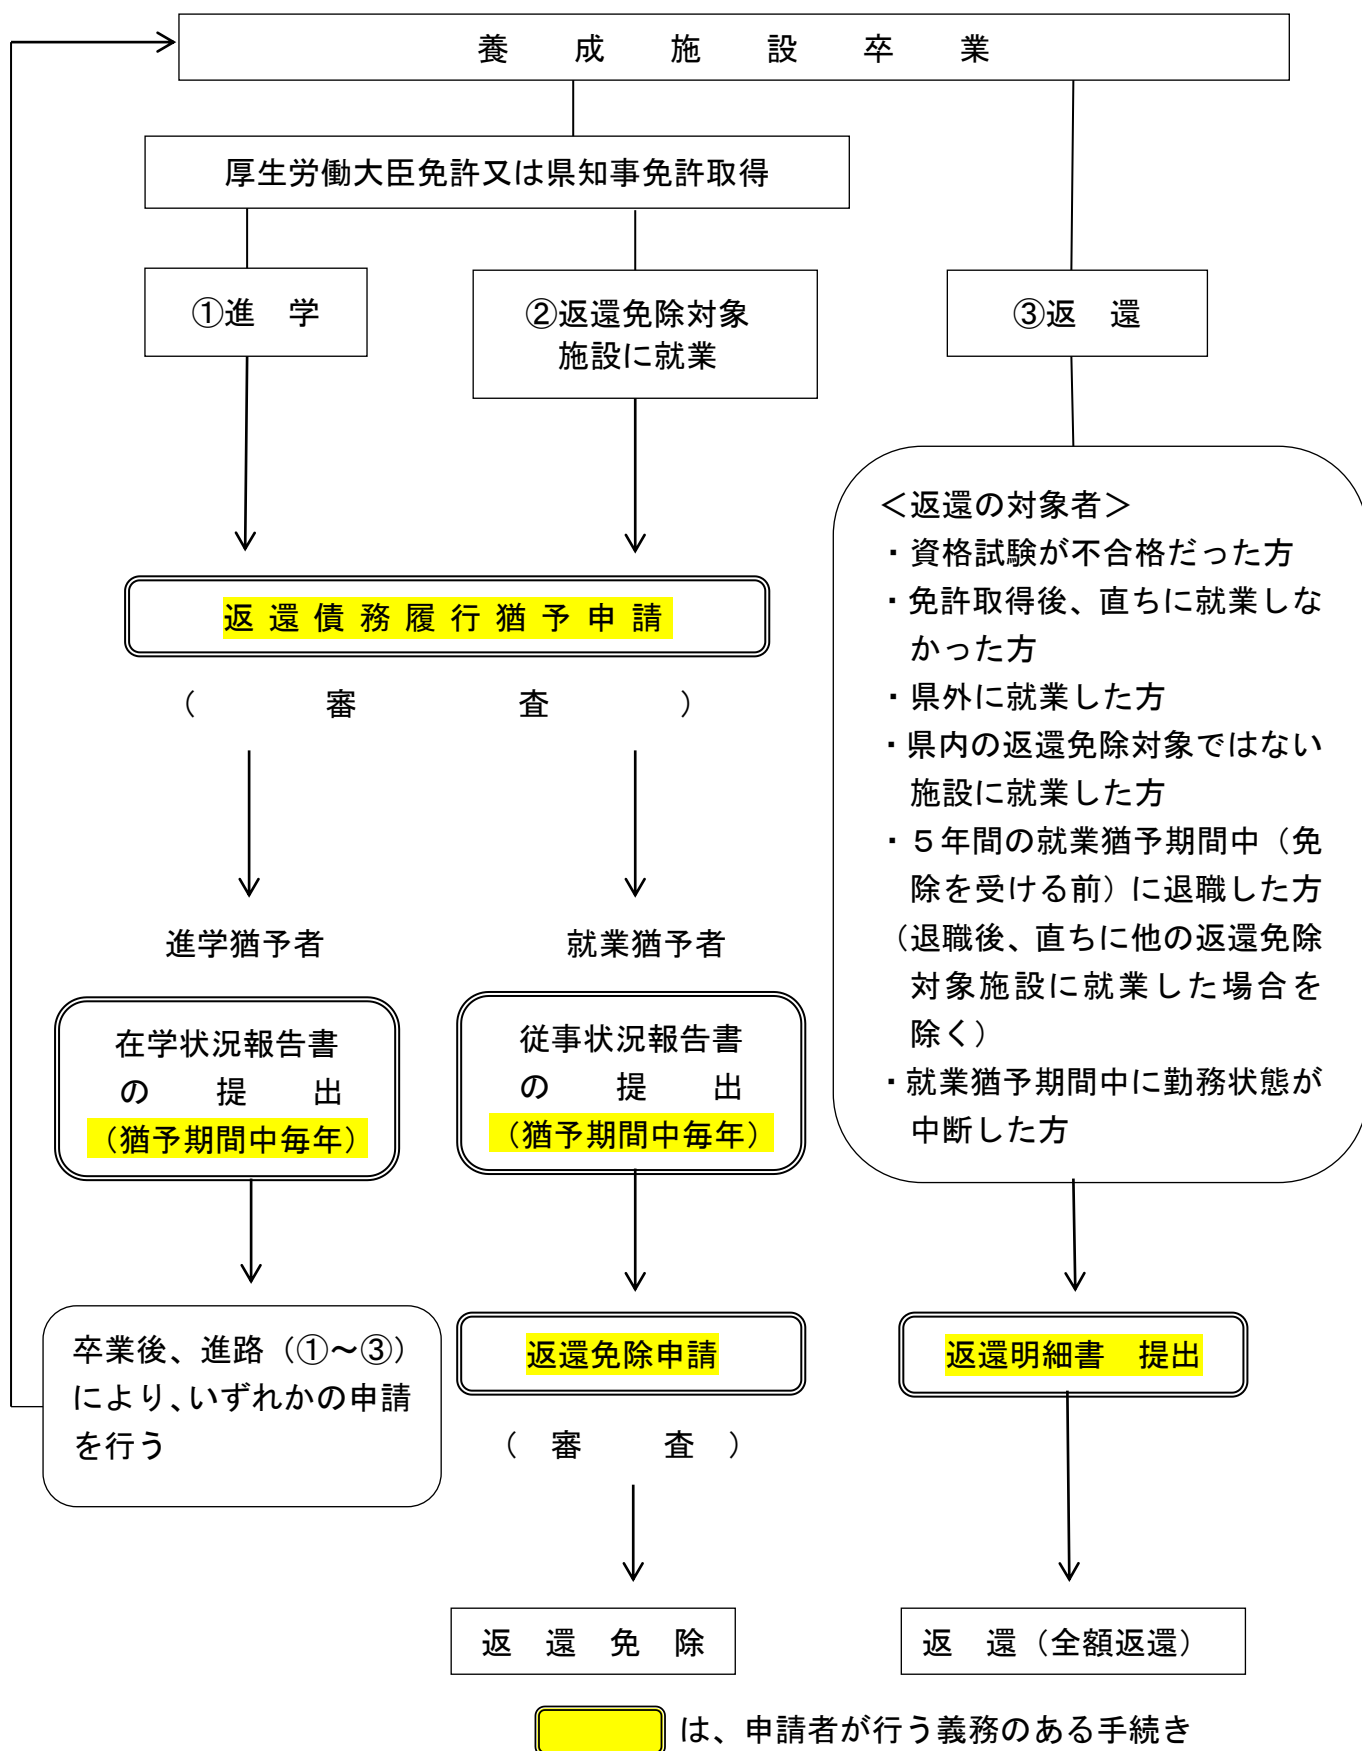 養成施設卒業
厚生労働大臣免許又は県知事免許取得
①進　学
②返還免除対象
施設に就業
③返　還
返還債務履行猶予申請
（　審　査　）
進学猶予者
就業猶予者
在学状況報告書
の　提　出
（猶予期間中毎年）
従事状況報告書
の　提　出
（猶予期間中毎年）
＜返還の対象者＞
・資格試験が不合格だった方
・免許取得後、直ちに就業しな
かった方
・県外に就業した方
・県内の返還免除対象ではない
施設に就業した方
・５年間の就業猶予期間中（免
除を受ける前）に退職した方
（退職後、直ちに他の返還免除
対象施設に就業した場合を
除く）
・就業猶予期間中に勤務状態が
中断した方
卒業後、進路（①～③）
により、いずれかの申請
を行う
返還免除申請
（　審　査　）
返還明細書　提出
返　還　免　除
返　還（全額返還）
は、申請者が行う義務のある手続き